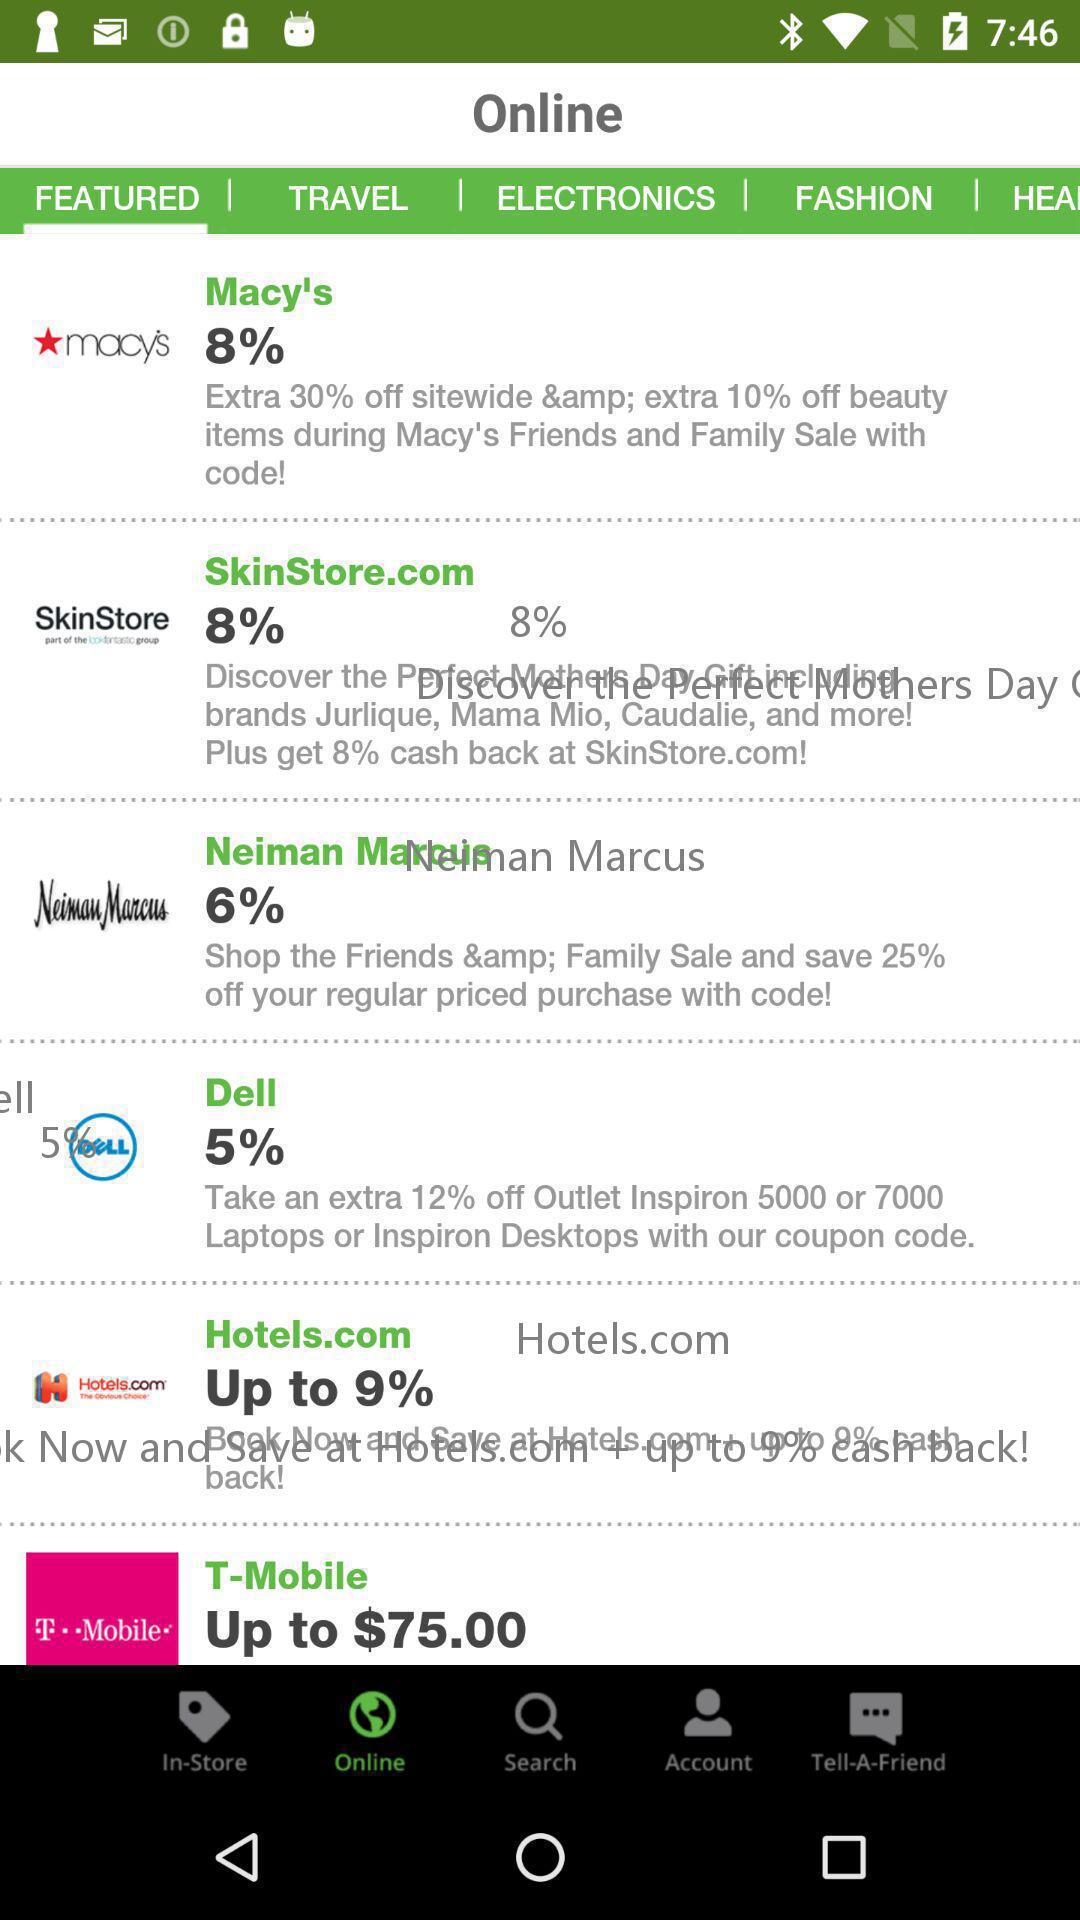 7:46
Online
FEATURED | TRAVEL | ELECTRONICS | FASHION | HEA
Macy's
★macy's
8%
Extra 30% off sitewide &amp; extra 10% off beauty
items during Macy's Friends and Family Sale with
code!
SkinStore.com
SkinStore
part of the lookfantastic group
8%
8%
Discover the Perfect Mothers Day Gift including
Discover the Perfect Mothers Day G
brands Jurlique, Mama Mio, Caudalie, and more!
Plus get 8% cash back at SkinStore.com!
Neiman Marcus
Neiman Marcus
Neiman Marcus
6%
Shop the Friends &amp; Family Sale and save 25%
off your regular priced purchase with code!
Dell
ell
5%
DELL
5%
Take an extra 12% off Outlet Inspiron 5000 or 7000
Laptops or Inspiron Desktops with our coupon code.
Hotels.com
Hotels.com
Hotels.com
The Obvious Choice
Up to 9%
Book Now and Save at Hotels.com + up to 9% cash
ok Now and Save at Hotels.com + up to 9% cash back!
back!
T-Mobile
T··Mobile·
Up to $75.00
In-Store
Online
Search
Account
Tell-A-Friend